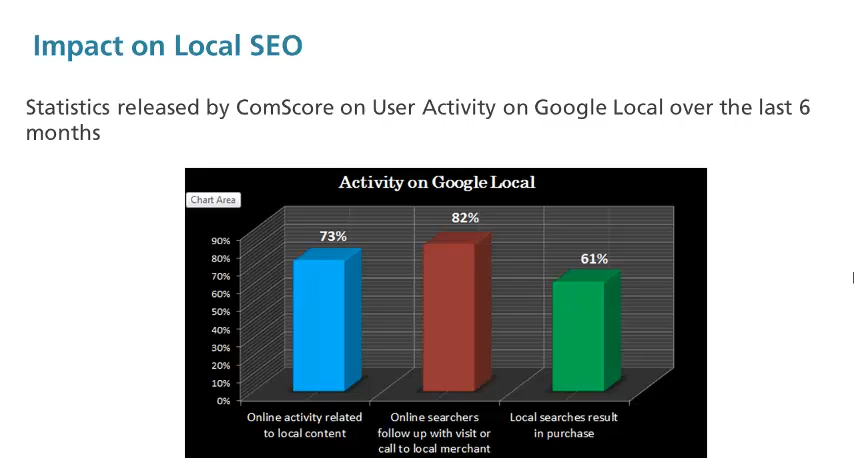 Impact on Local SEO
Statistics released by ComScore on User Activity on Google Local over the last 6
months
Activity on Google Local
Chart Area
82%
73%
61%
90%
80%
70%
60%
50%
40%
30%
20%
10%
0%
Online activity related
to local content
Online searchers
follow up with visit or
call to local merchant
Local searches result
in purchase